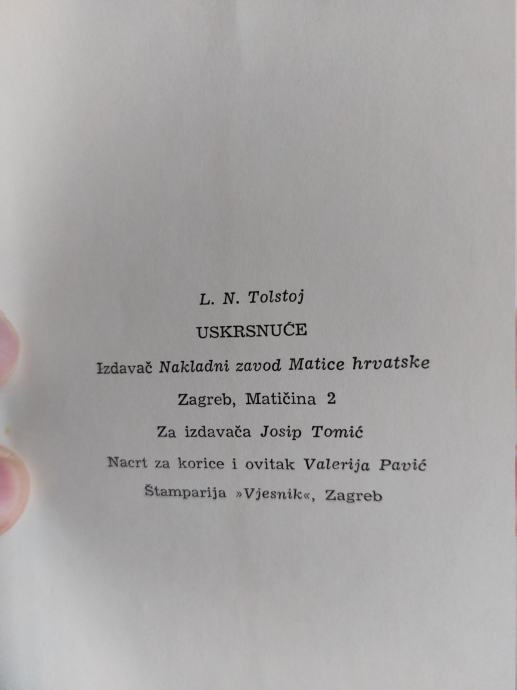 L. N. Tolstoj
USKRSNUĆE
Izdavač Nakladni zavod Matice hrvatske
Zagreb, Matičina 2
Za izdavača Josip Tomić
Nacrt za korice i ovitak Valerija Pavić
Štamparija »Vjesnik«, Zagreb